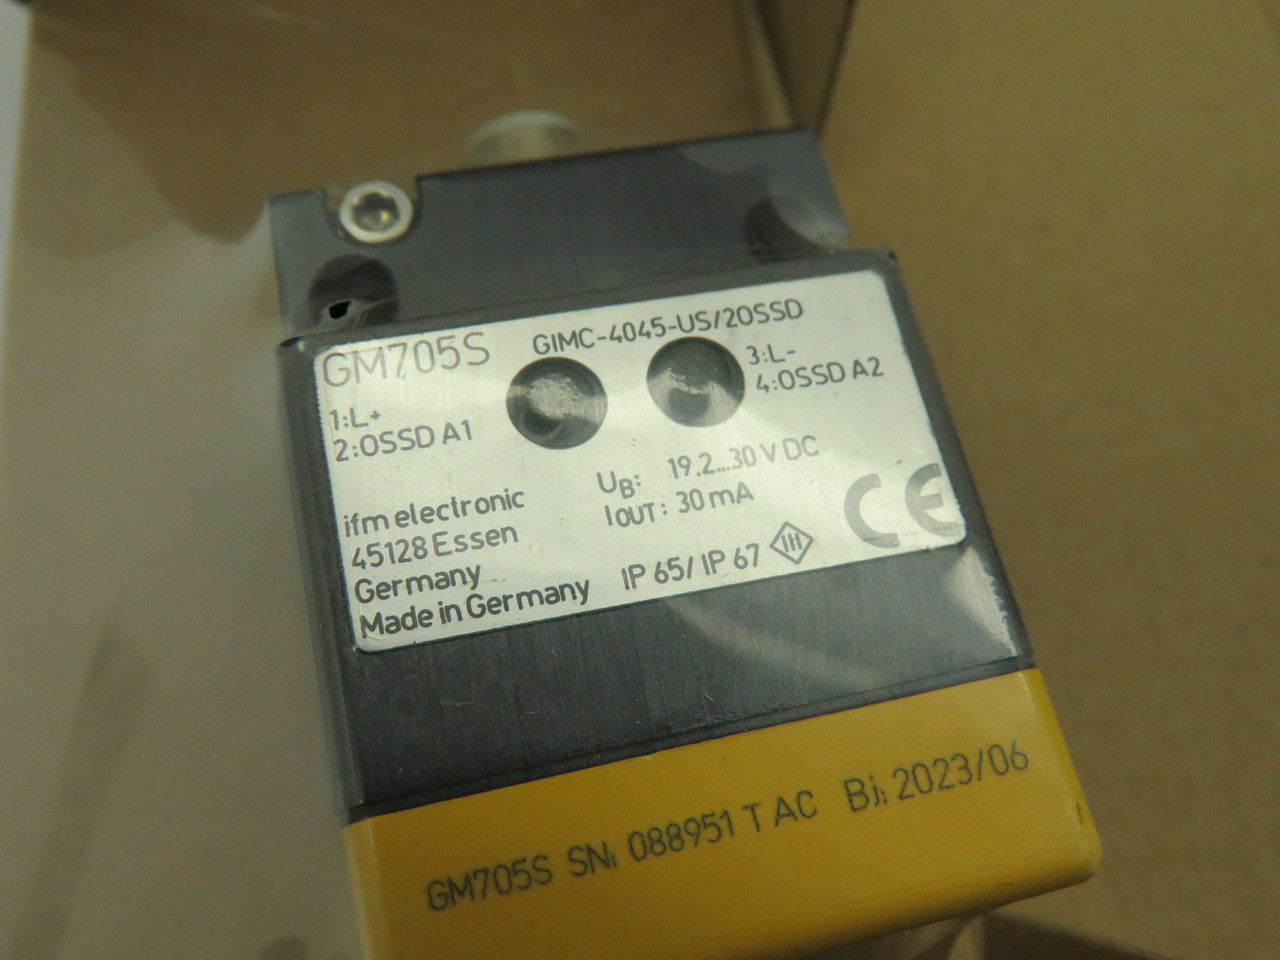 GM705S GIMC-4045-US/2OSSD
1:L+
2:OSSD A1
3:L-
4:OSSD A2
UB: 19.2...30 V DC
IOUT: 30 mA
ifm electronic
45128 Essen
Germany
Made in Germany IP 65/ IP 67
CE
GM705S SN: 088951 T AC Bj: 2023/06